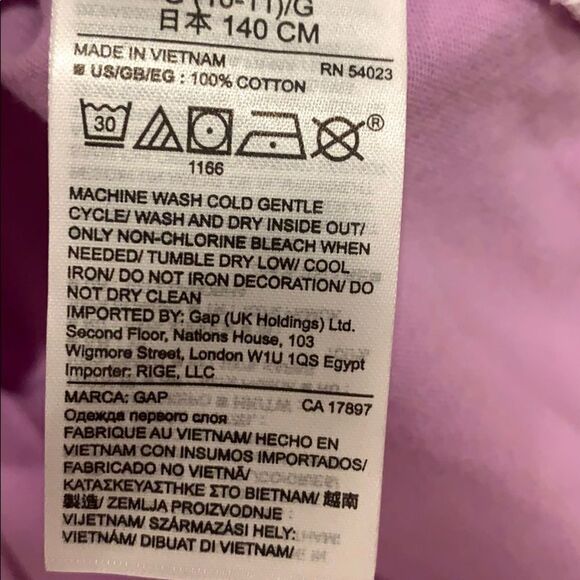 (10-11)/G
日本 140 CM
MADE IN VIETNAM RN 54023
US/GB/EG : 100% COTTON
30 ®
1166
MACHINE WASH COLD GENTLE
CYCLE/ WASH AND DRY INSIDE OUT/
ONLY NON-CHLORINE BLEACH WHEN
NEEDED/ TUMBLE DRY LOW/ COOL
IRON/ DO NOT IRON DECORATION/ DO
NOT DRY CLEAN
IMPORTED BY: Gap (UK Holdings) Ltd.
Second Floor, Nations House, 103
Wigmore Street, London W1U 1QS Egypt
Importer: RIGE, LLC
MARCA: GAP CA 17897
Одежда первого слоя
FABRIQUE AU VIETNAM/ HECHO EN
VIETNAM CON INSUMOS IMPORTADOS/
FABRICADO NO VIETNÃ/
ΚΑΤΑΣΚΕΥΑΣΤΗΚΕ ΣΤΟ ΒΙΕΤΝΑΜ/ 越南
製造/ ZEMLJA PROIZVODNJE
VIJETNAM/ SZÁRMAZÁSI HELY:
VIETNÁM/ DIBUAT DI VIETNAM/